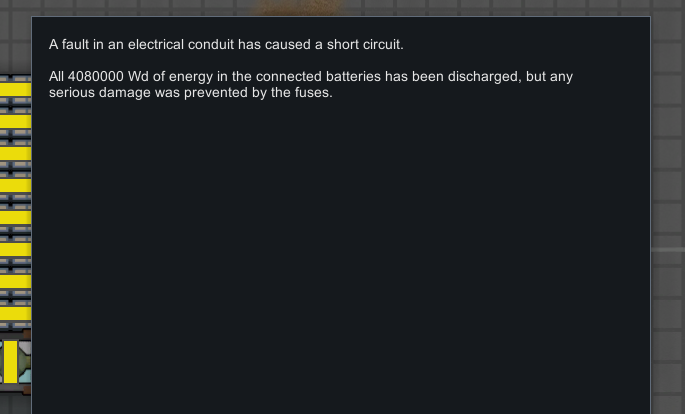 A fault in an electrical conduit has caused a short circuit.
All 4080000 Wd of energy in the connected batteries has been discharged, but any
serious damage was prevented by the fuses.